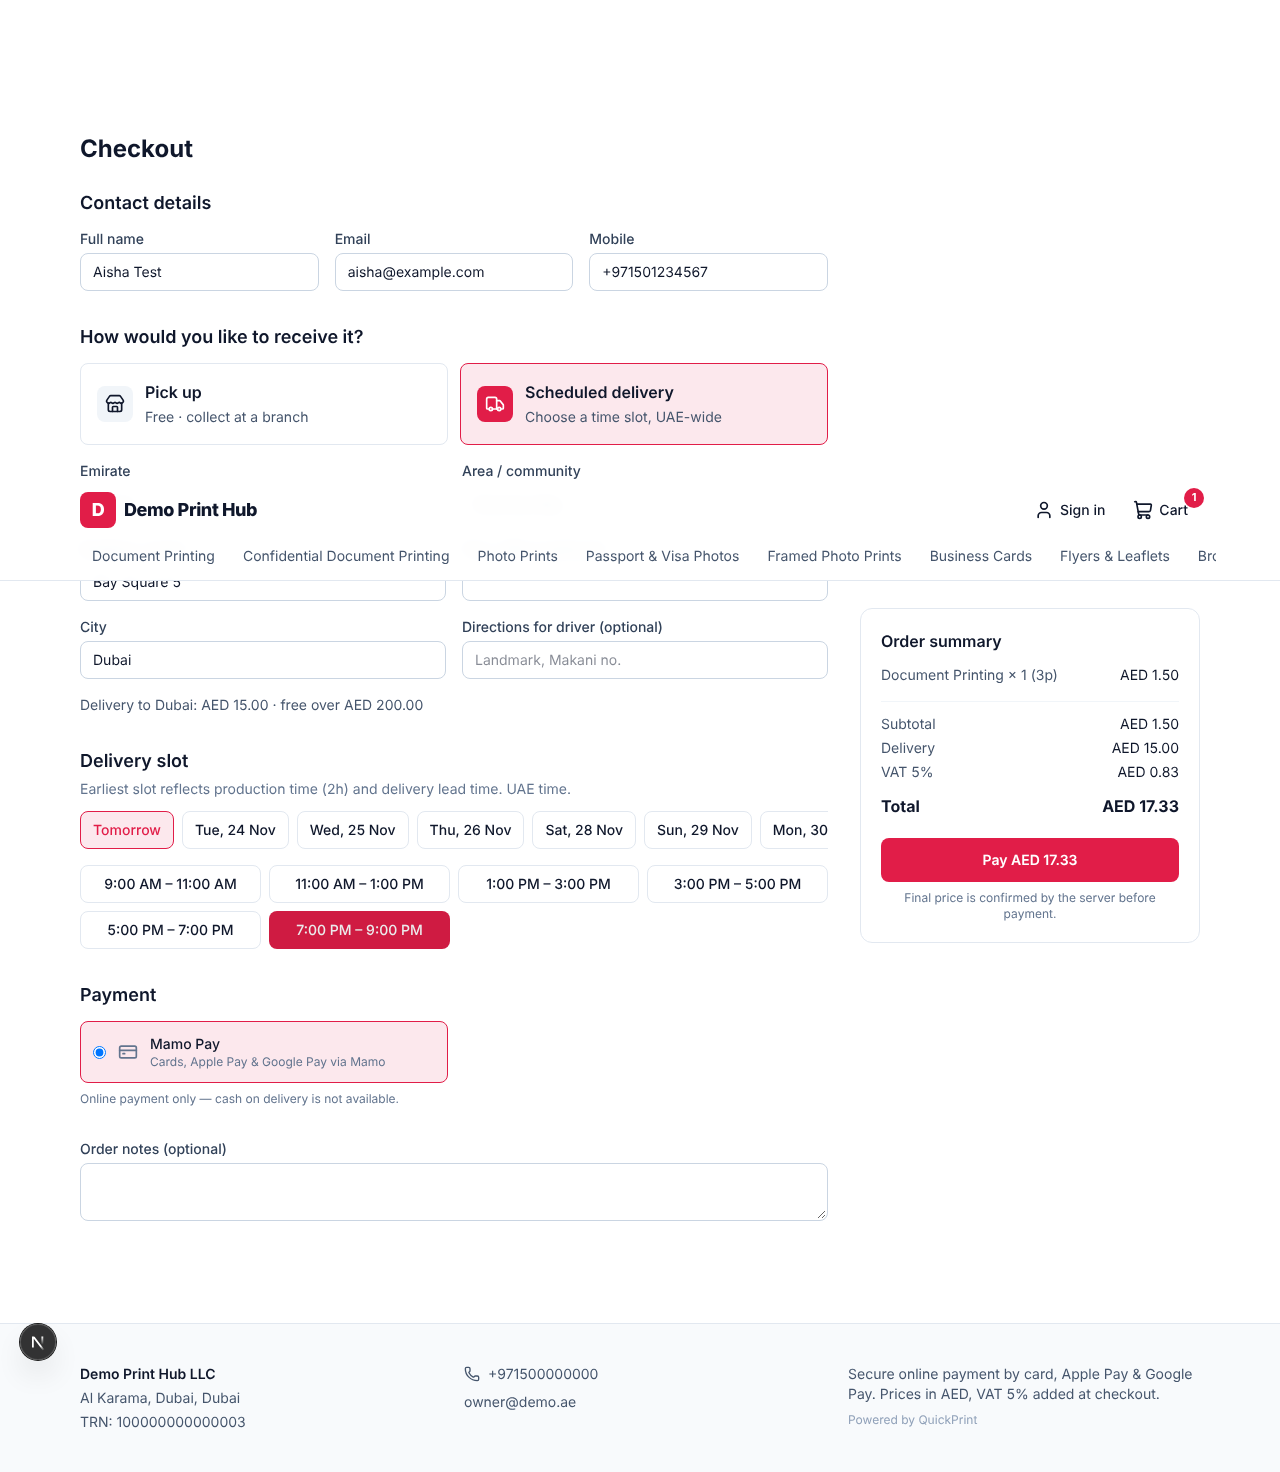 Checkout
Contact details
Full name
Email
Mobile
Aisha Test
aisha@example.com
+971501234567
How would you like to receive it?
Pick up
Free · collect at a branch
Scheduled delivery
Choose a time slot, UAE-wide
Emirate
Area / community
D
Demo Print Hub
Sign in
Cart
1
Document Printing
Confidential Document Printing
Photo Prints
Passport & Visa Photos
Framed Photo Prints
Business Cards
Flyers & Leaflets
Bro
Bay Square 5
City
Directions for driver (optional)
Dubai
Landmark, Makani no.
Delivery to Dubai: AED 15.00 · free over AED 200.00
Delivery slot
Earliest slot reflects production time (2h) and delivery lead time. UAE time.
Tomorrow
Tue, 24 Nov
Wed, 25 Nov
Thu, 26 Nov
Sat, 28 Nov
Sun, 29 Nov
Mon, 30
9:00 AM – 11:00 AM
11:00 AM – 1:00 PM
1:00 PM – 3:00 PM
3:00 PM – 5:00 PM
5:00 PM – 7:00 PM
7:00 PM – 9:00 PM
Payment
Mamo Pay
Cards, Apple Pay & Google Pay via Mamo
Online payment only — cash on delivery is not available.
Order notes (optional)
Order summary
Document Printing × 1 (3p) AED 1.50
Subtotal AED 1.50
Delivery AED 15.00
VAT 5% AED 0.83
Total AED 17.33
Pay AED 17.33
Final price is confirmed by the server before
payment.
N
Demo Print Hub LLC
Al Karama, Dubai, Dubai
TRN: 100000000000003
+971500000000
owner@demo.ae
Secure online payment by card, Apple Pay & Google
Pay. Prices in AED, VAT 5% added at checkout.
Powered by QuickPrint